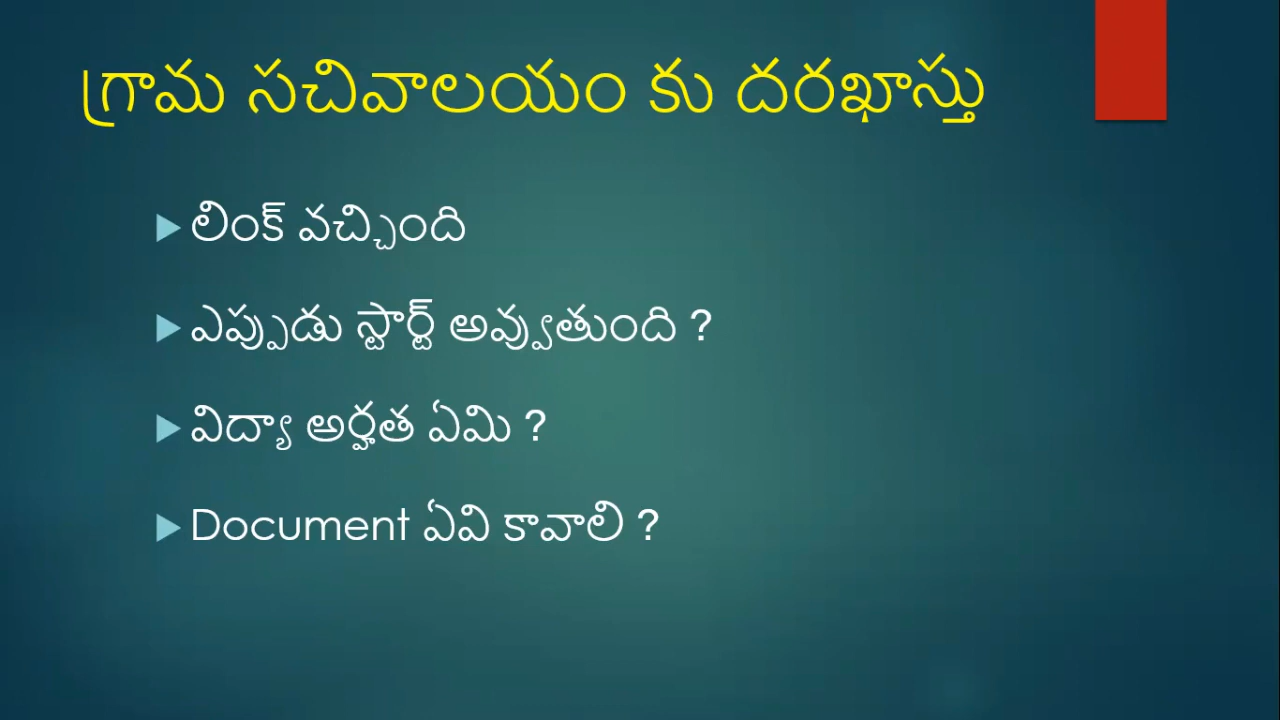 గ్రామ సచివాలయం కు దరఖాస్తు
లింక్ వచ్చింది
ఎప్పుడు స్టార్ట్ అవ్వుతుంది ?
విద్యా అర్హత ఏమి ?
Document ఏవి కావాలి ?